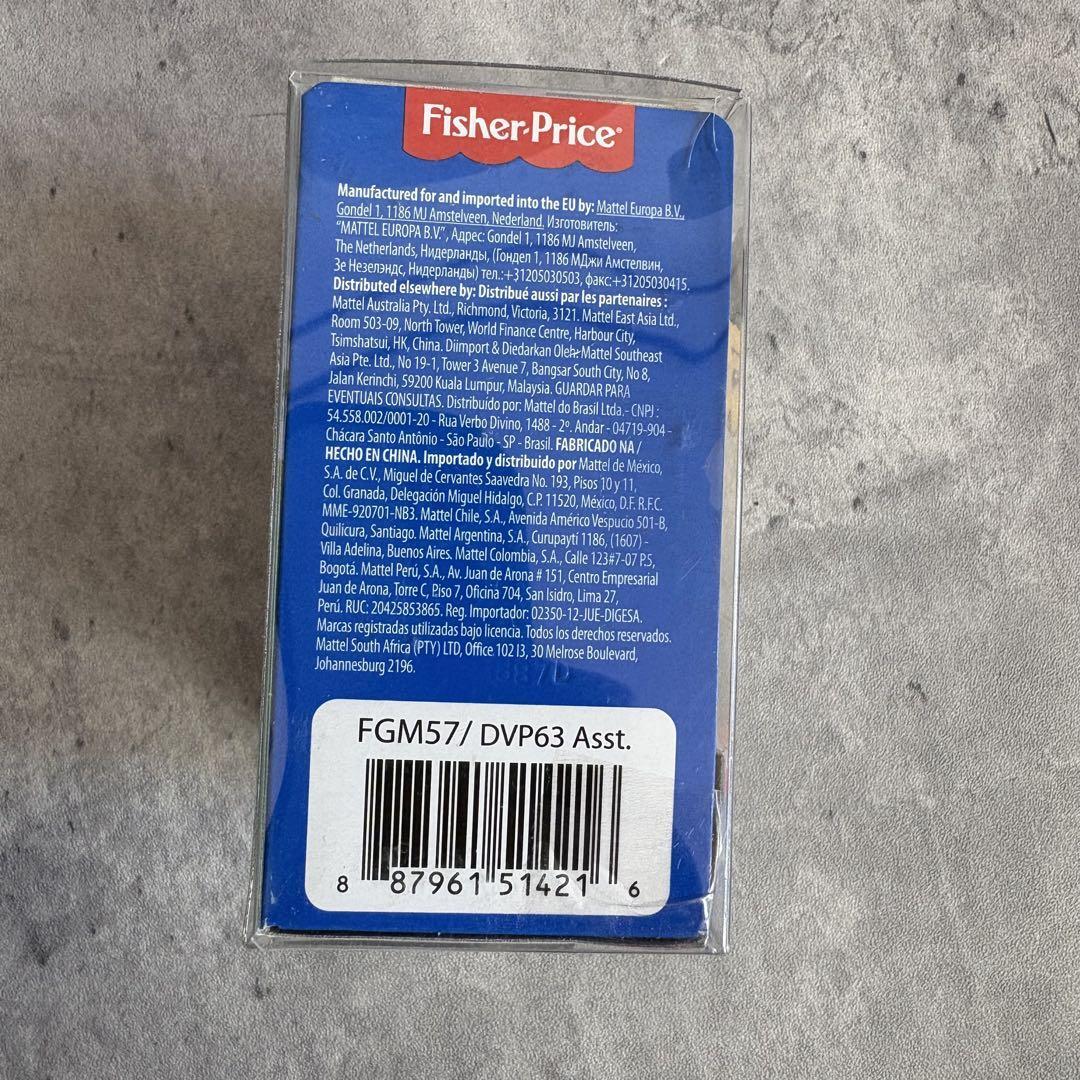 Fisher-Price®
Manufactured for and imported into the EU by: Mattel Europa B.V.,
Gondel 1, 1186 MJ Amstelveen, Nederland. Изготовитель:
"MATTEL EUROPA B.V.", Адрес: Gondel 1, 1186 MJ Amstelveen,
The Netherlands, Нидерланды, (Гондел 1, 1186 МДжи Амстелвин,
Зе Незелэндс, Нидерланды) тел.:+31205030503, факс:+31205030415.
Distributed elsewhere by: Distribué aussi par les partenaires :
Mattel Australia Pty. Ltd., Richmond, Victoria, 3121. Mattel East Asia Ltd.,
Room 503-09, North Tower, World Finance Centre, Harbour City,
Tsimshatsui, HK, China. Diimport & Diedarkan Oleh: Mattel Southeast
Asia Pte. Ltd., No 19-1, Tower 3 Avenue 7, Bangsar South City, No 8,
Jalan Kerinchi, 59200 Kuala Lumpur, Malaysia. GUARDAR PARA
EVENTUAIS CONSULTAS. Distribuído por: Mattel do Brasil Ltda.- CNPJ :
54.558.002/0001-20 - Rua Verbo Divino, 1488 - 2º. Andar - 04719-904 -
Chácara Santo Antônio - São Paulo - SP - Brasil. FABRICADO NA /
HECHO EN CHINA. Importado y distribuido por Mattel de México,
S.A. de C.V., Miguel de Cervantes Saavedra No. 193, Pisos 10 y 11,
Col. Granada, Delegación Miguel Hidalgo, C.P. 11520, México, D.F. R.F.C.
MME-920701-NB3. Mattel Chile, S.A., Avenida Américo Vespucio 501-B,
Quilicura, Santiago. Mattel Argentina, S.A., Curupaytí 1186, (1607) -
Villa Adelina, Buenos Aires. Mattel Colombia, S.A., Calle 123#7-07 P.5,
Bogotá. Mattel Perú, S.A., Av. Juan de Arona # 151, Centro Empresarial
Juan de Arona, Torre C, Piso 7, Oficina 704, San Isidro, Lima 27,
Perú. RUC: 20425853865. Reg. Importador: 02350-12-JUE-DIGESA.
Marcas registradas utilizadas bajo licencia. Todos los derechos reservados.
Mattel South Africa (PTY) LTD, Office 102 I3, 30 Melrose Boulevard,
Johannesburg 2196.
FGM57/ DVP63 Asst.
8 87961 51421 6